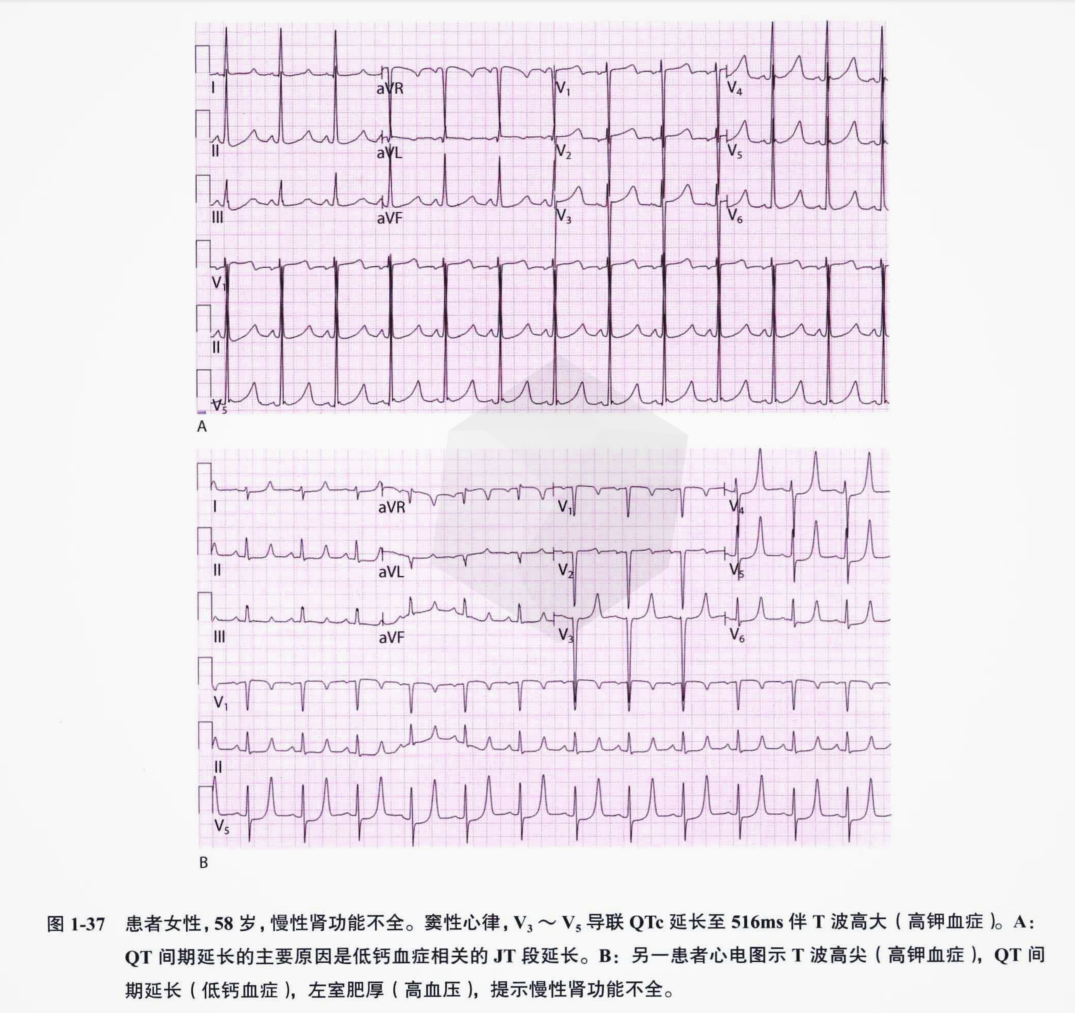 I aVR V₁ V₄
II aVL V₂ V₅
III aVF V₃ V₆
V₁
II
V₅
A
I aVR V₁ V₄
II aVL V₂ V₅
III aVF V₃ V₆
V₁
II
V₅
B
图 1-37 患者女性，58 岁，慢性肾功能不全。窦性心律，V₃ ～ V₅ 导联 QTc 延长至 516ms 伴 T 波高大（高钾血症）。A：
QT 间期延长的主要原因是低钙血症相关的 JT 段延长。B：另一患者心电图示 T 波高尖（高钾血症），QT 间
期延长（低钙血症），左室肥厚（高血压），提示慢性肾功能不全。